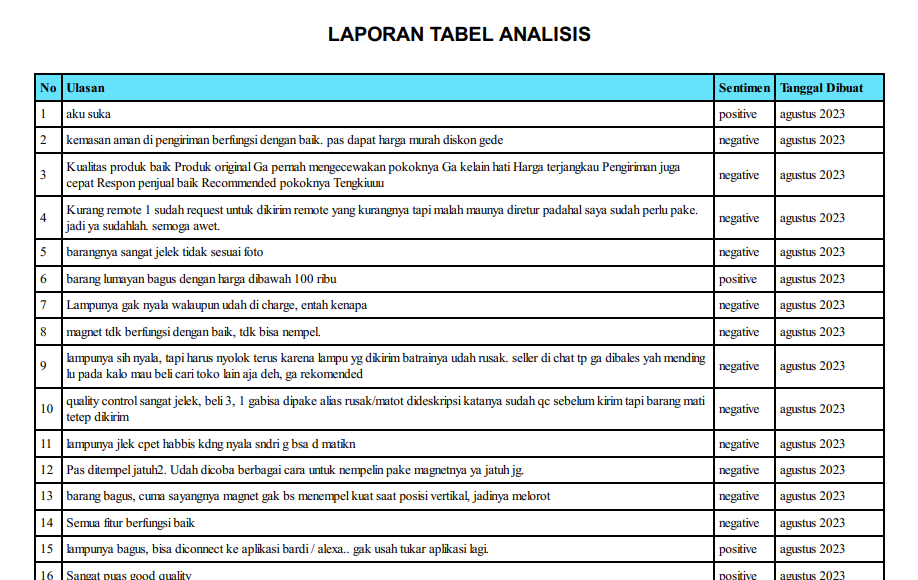 LAPORAN TABEL ANALISIS
No Ulasan Sentimen Tanggal Dibuat
1 aku suka positive agustus 2023
2 kemasan aman di pengiriman berfungsi dengan baik. pas dapat harga murah diskon gede negative agustus 2023
3 Kualitas produk baik Produk original Ga pernah mengecewakan pokoknya Ga kelain hati Harga terjangkau Pengiriman juga
cepat Respon penjual baik Recommended pokoknya Tengkiuuu negative agustus 2023
4 Kurang remote 1 sudah request untuk dikirim remote yang kurangnya tapi malah maunya diretur padahal saya sudah perlu pake.
jadi ya sudahlah. semoga awet. negative agustus 2023
5 barangnya sangat jelek tidak sesuai foto negative agustus 2023
6 barang lumayan bagus dengan harga dibawah 100 ribu positive agustus 2023
7 Lampunya gak nyala walaupun udah di charge, entah kenapa negative agustus 2023
8 magnet tdk berfungsi dengan baik, tdk bisa nempel. negative agustus 2023
9 lampunya sih nyala, tapi harus nyolok terus karena lampu yg dikirim batrainya udah rusak. seller di chat tp ga dibales yah mending
lu pada kalo mau beli cari toko lain aja deh, ga rekomended negative agustus 2023
10 quality control sangat jelek, beli 3, 1 gabisa dipake alias rusak/matot dideskripsi katanya sudah qc sebelum kirim tapi barang mati
tetep dikirim negative agustus 2023
11 lampunya jlek cpet habbis kdng nyala sndri g bsa d matikn negative agustus 2023
12 Pas ditempel jatuh2. Udah dicoba berbagai cara untuk nempelin pake magnetnya ya jatuh jg. negative agustus 2023
13 barang bagus, cuma sayangnya magnet gak bs menempel kuat saat posisi vertikal, jadinya melorot negative agustus 2023
14 Semua fitur berfungsi baik negative agustus 2023
15 lampunya bagus, bisa diconnect ke aplikasi bardi / alexa.. gak usah tukar aplikasi lagi. positive agustus 2023
16 Sangat puas good quality positive agustus 2023